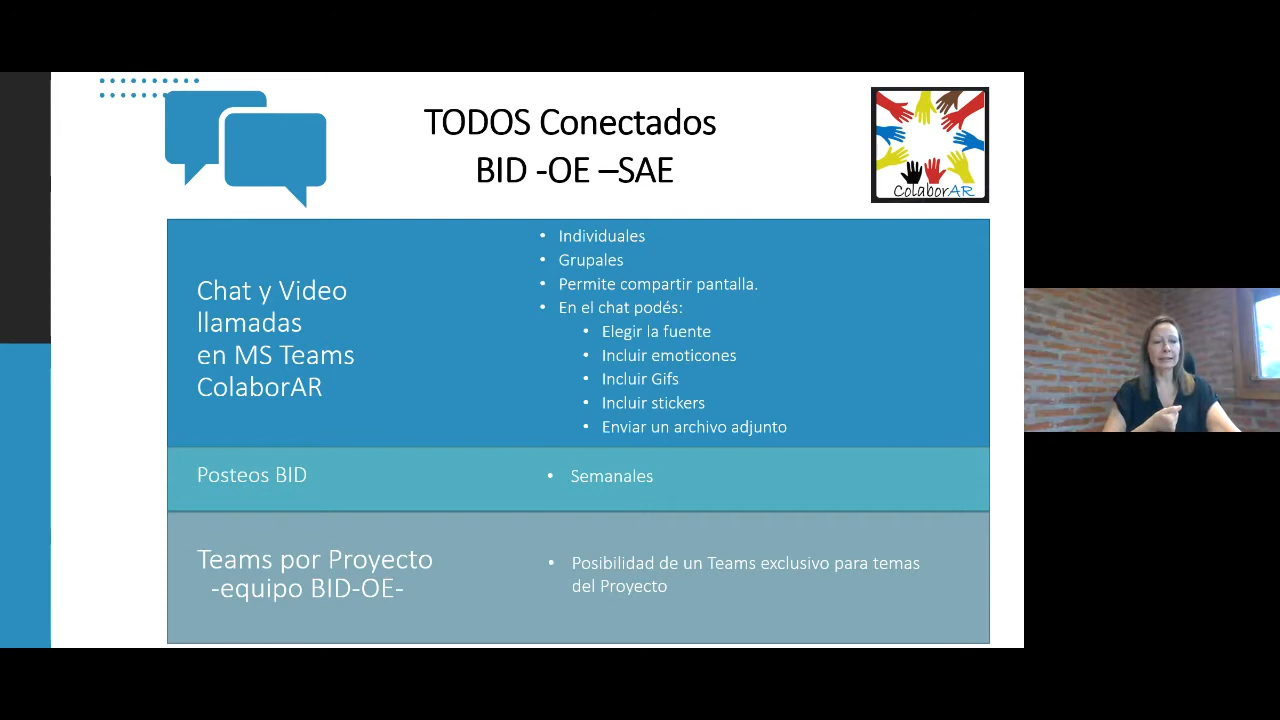 TODOS Conectados
BID -OE –SAE
ColaborAR
Chat y Video
llamadas
en MS Teams
ColaborAR
• Individuales
• Grupales
• Permite compartir pantalla.
• En el chat podés:
• Elegir la fuente
• Incluir emoticones
• Incluir Gifs
• Incluir stickers
• Enviar un archivo adjunto
Posteos BID
• Semanales
Teams por Proyecto
-equipo BID-OE-
• Posibilidad de un Teams exclusivo para temas
del Proyecto